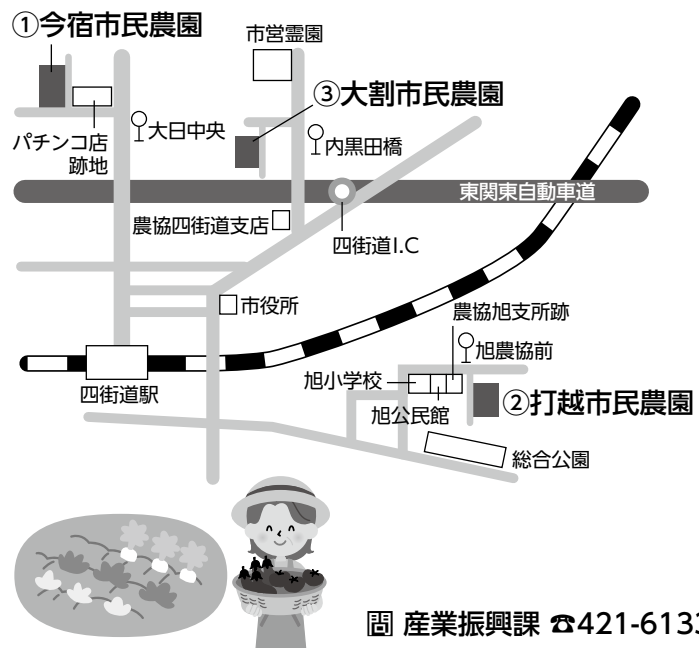 ①今宿市民農園
市営霊園
③大割市民農園
大日中央
パチンコ店
跡地
内黒田橋
東関東自動車道
農協四街道支店
四街道I.C
市役所
農協旭支所跡
旭農協前
四街道駅
旭小学校
旭公民館
②打越市民農園
総合公園
問 産業振興課 ☎421-6133